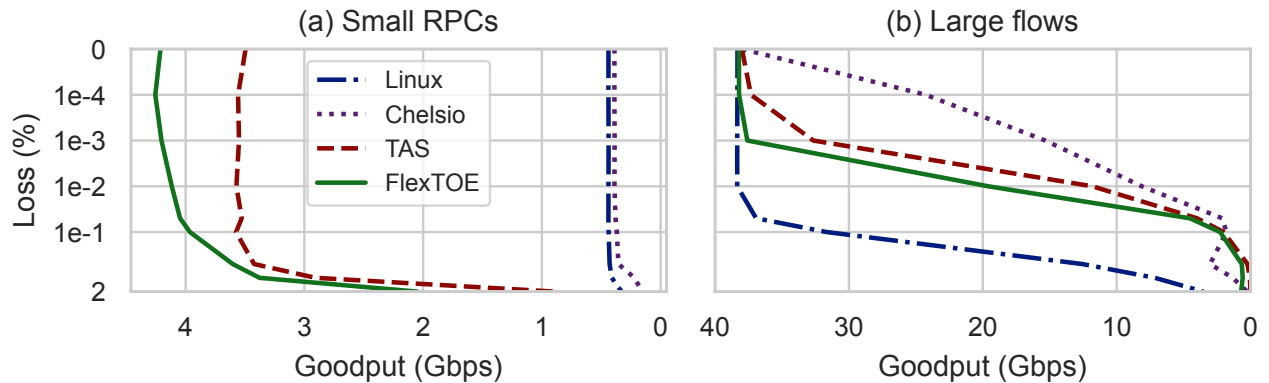 (a) Small RPCs
(b) Large flows
Loss (%)
0
1e-4
1e-3
1e-2
1e-1
2
Linux
Chelsio
TAS
FlexTOE
4 3 2 1 0
40 30 20 10 0
Goodput (Gbps)
Goodput (Gbps)